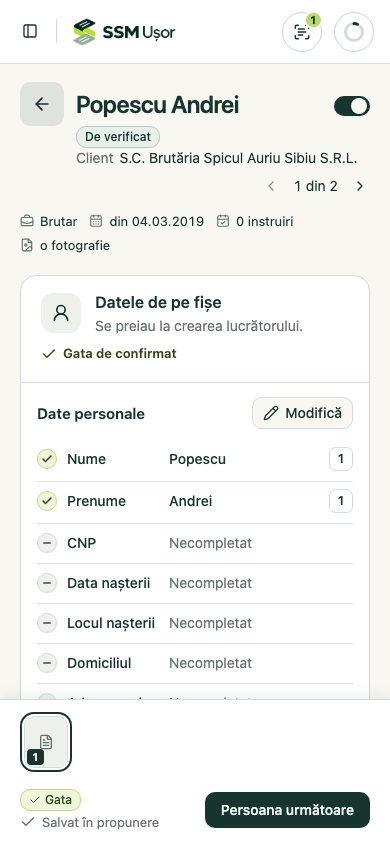 SSM Ușor
1
Popescu Andrei
De verificat
Client S.C. Brutăria Spicul Auriu Sibiu S.R.L.
1 din 2
Brutar din 04.03.2019 0 instruiri
o fotografie
Datele de pe fișe
Se preiau la crearea lucrătorului.
Gata de confirmat
Date personale Modifică
Nume Popescu 1
Prenume Andrei 1
CNP Necompletat
Data nașterii Necompletat
Locul nașterii Necompletat
Domiciliul Necompletat
1
Gata
Salvat în propunere
Persoana următoare